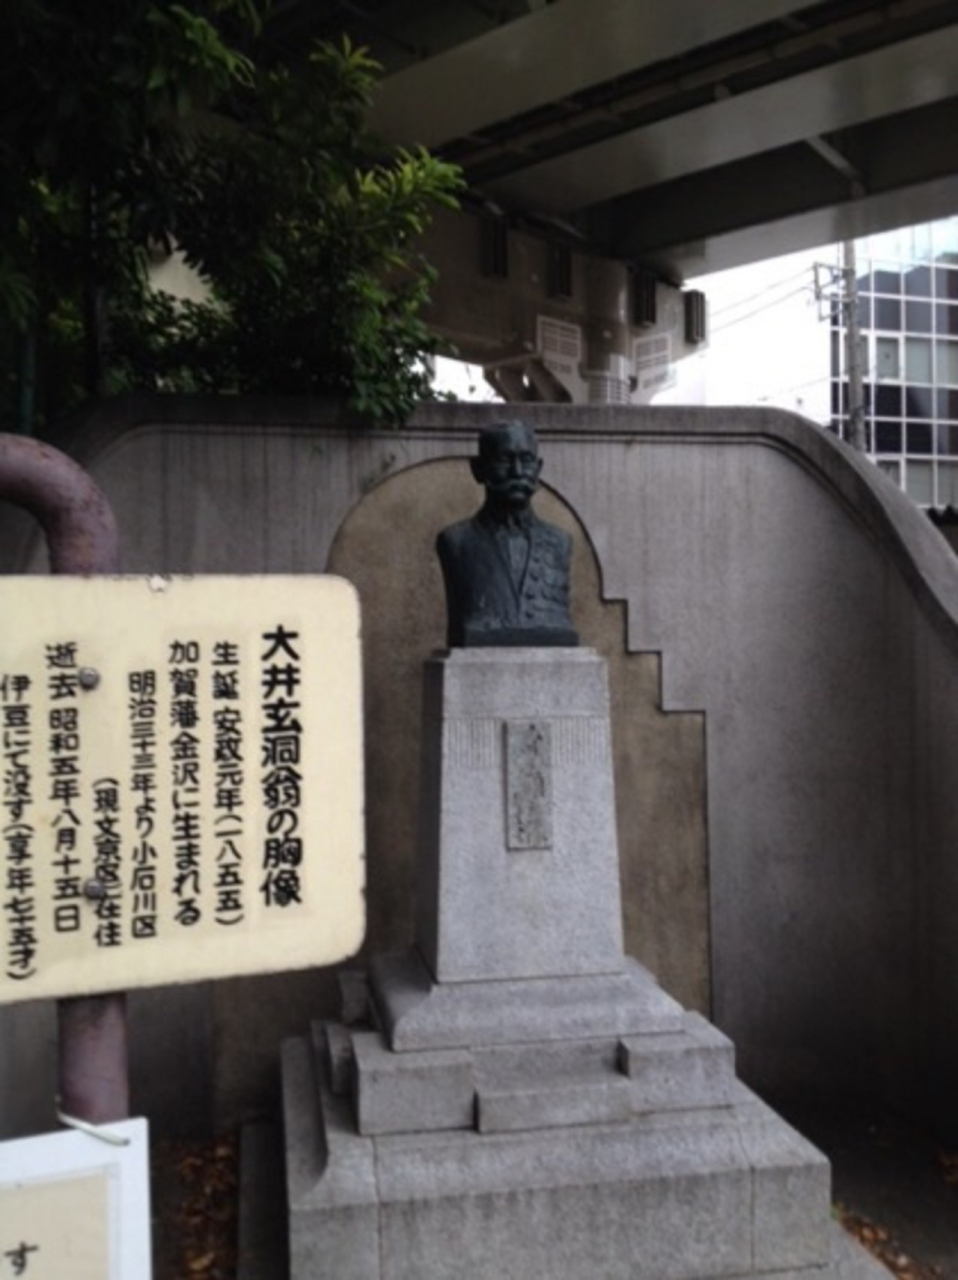 大井玄洞翁の胸像
生誕 安政元年(一八五五)
加賀藩金沢に生まれる
明治三十三年より小石川区
(現文京区)在住
逝去 昭和五年八月十五日
伊豆にて没す(享年七十五才)
す